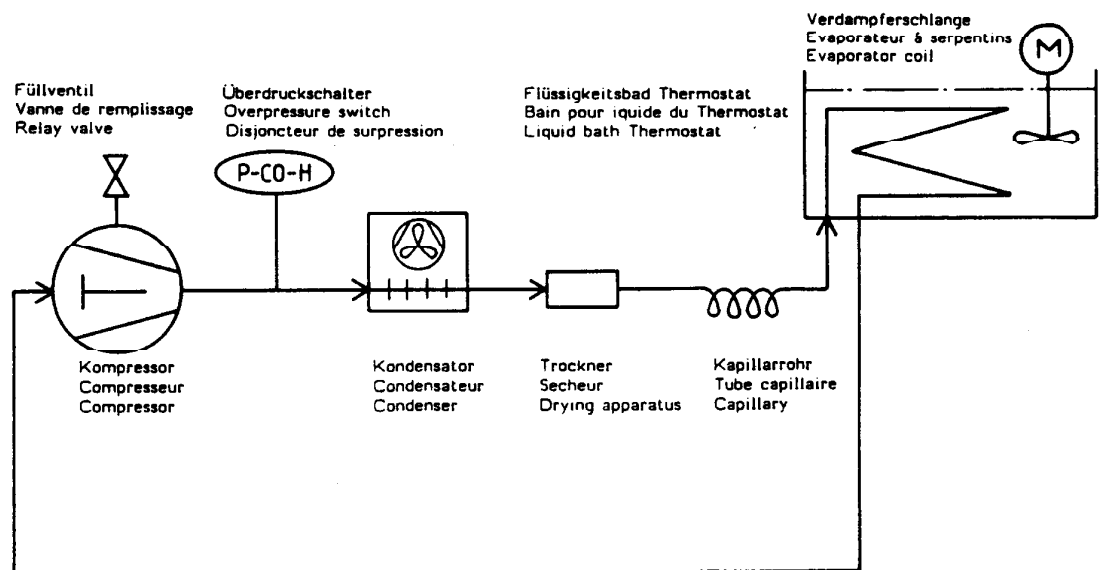 Verdampferschlange
Evaporateur & serpentins
Evaporator coil
M
Füllventil
Vanne de remplissage
Relay valve
Überdruckschalter
Overpressure switch
Disjoncteur de surpression
P-CO-H
Flüssigkeitsbad Thermostat
Bain pour iquide du Thermostat
Liquid bath Thermostat
Kompressor
Compresseur
Compressor
Kondensator
Condensateur
Condenser
Trockner
Secheur
Drying apparatus
Kapillarrohr
Tube capillaire
Capillary